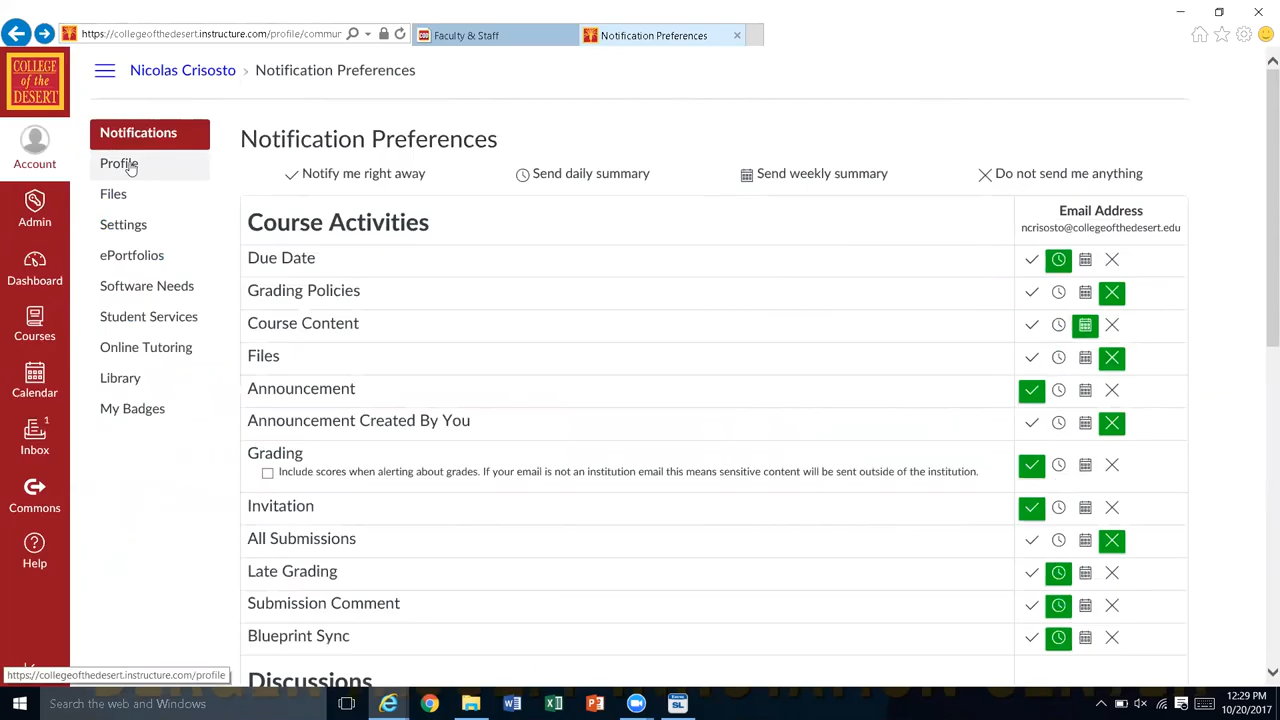 https://collegeofthedesert.instructure.com/profile/commur
Faculty & Staff
Notification Preferences
COLLEGE
of the
DESERT
Nicolas Crisosto > Notification Preferences
Account
Admin
Dashboard
Courses
Calendar
1
Inbox
Commons
Help
Notifications
Profile
Files
Settings
ePortfolios
Software Needs
Student Services
Online Tutoring
Library
My Badges
Notification Preferences
Notify me right away
Send daily summary
Send weekly summary
Do not send me anything
Course Activities
Email Address
ncrisosto@collegeofthedesert.edu
Due Date
Grading Policies
Course Content
Files
Announcement
Announcement Created By You
Grading
Include scores when alerting about grades. If your email is not an institution email this means sensitive content will be sent outside of the institution.
Invitation
All Submissions
Late Grading
Submission Comment
Blueprint Sync
Discussions
https://collegeofthedesert.instructure.com/profile
Search the web and Windows
12:29 PM
10/20/2017